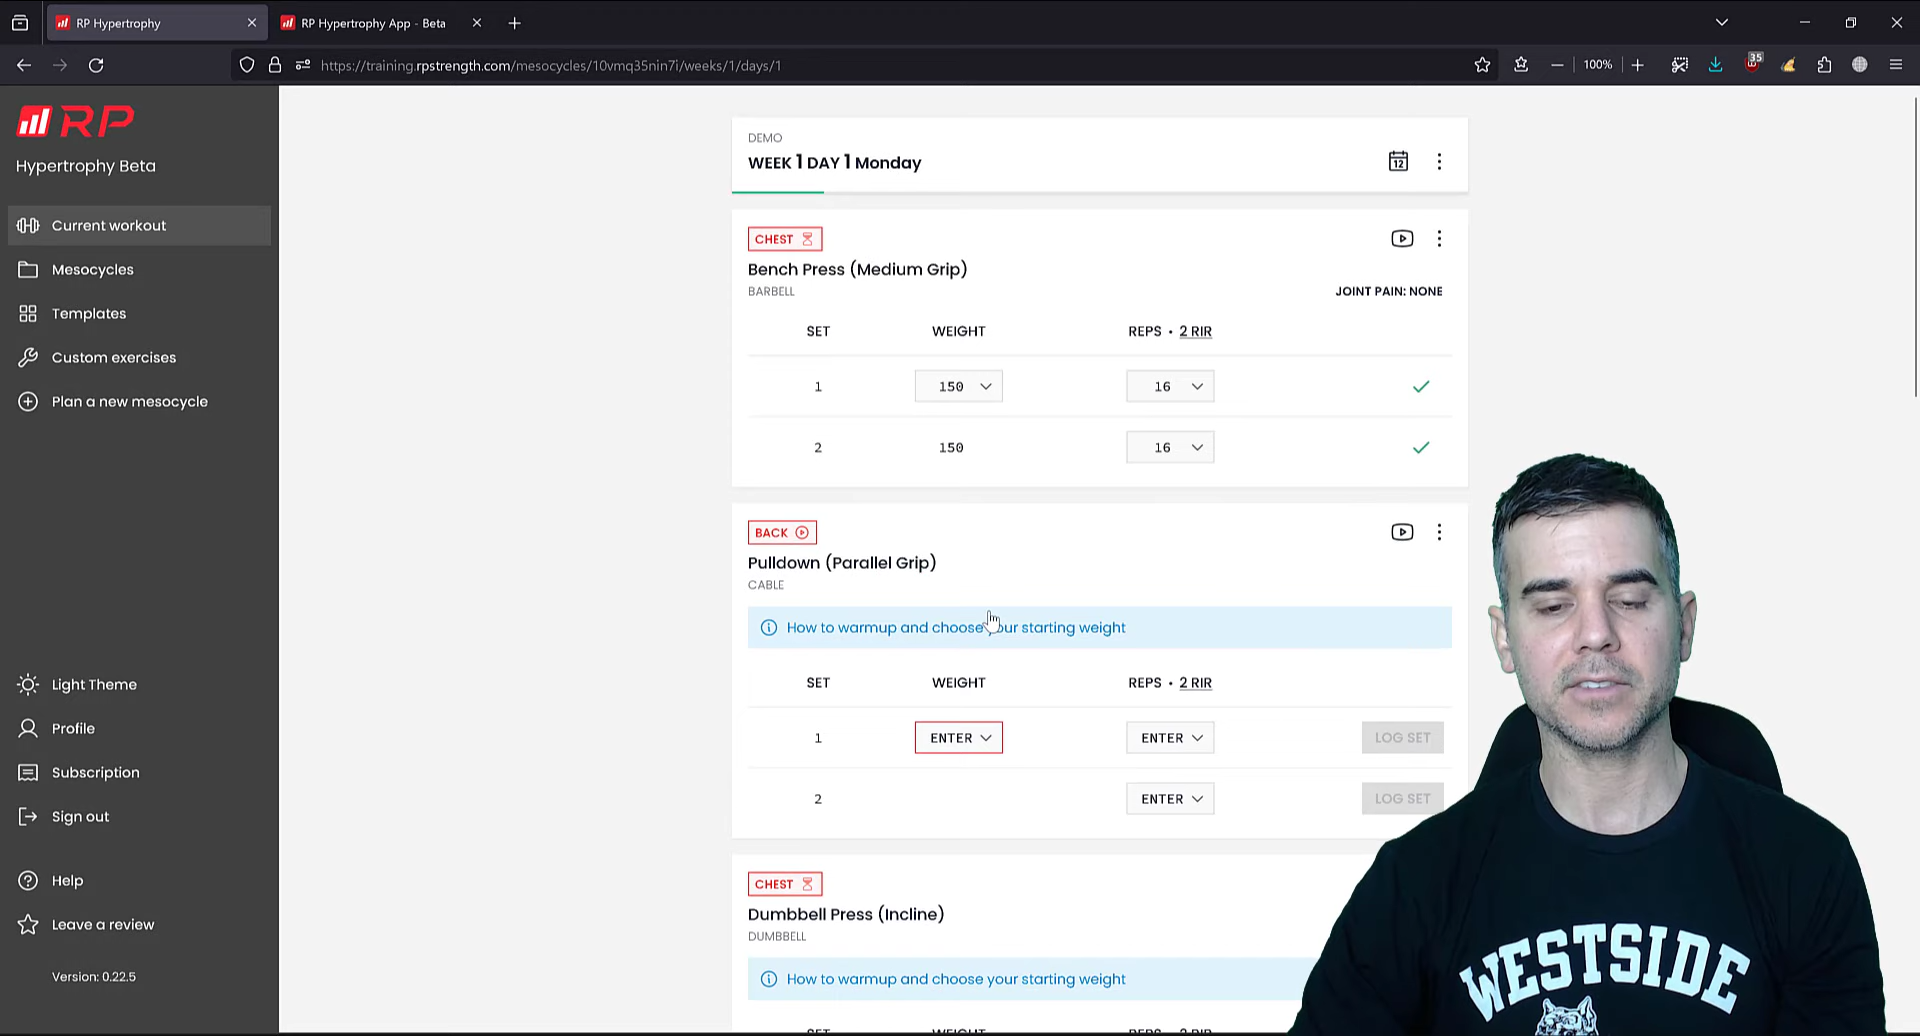 RP Hypertrophy
RP Hypertrophy App - Beta
https://training.rpstrength.com/mesocycles/10vmq35nin7i/weeks/1/days/1
100%
35
RP
Hypertrophy Beta
Current workout
Mesocycles
Templates
Custom exercises
Plan a new mesocycle
Light Theme
Profile
Subscription
Sign out
Help
Leave a review
Version: 0.22.5
DEMO
WEEK 1 DAY 1 Monday
12
CHEST
Bench Press (Medium Grip)
BARBELL
JOINT PAIN: NONE
SET WEIGHT REPS • 2 RIR
1 150 16
2 150 16
BACK
Pulldown (Parallel Grip)
CABLE
How to warmup and choose your starting weight
SET WEIGHT REPS • 2 RIR
1 ENTER ENTER LOG SET
2 ENTER LOG SET
CHEST
Dumbbell Press (Incline)
DUMBBELL
How to warmup and choose your starting weight
SET WEIGHT REPS • 2 RIR
WESTSIDE